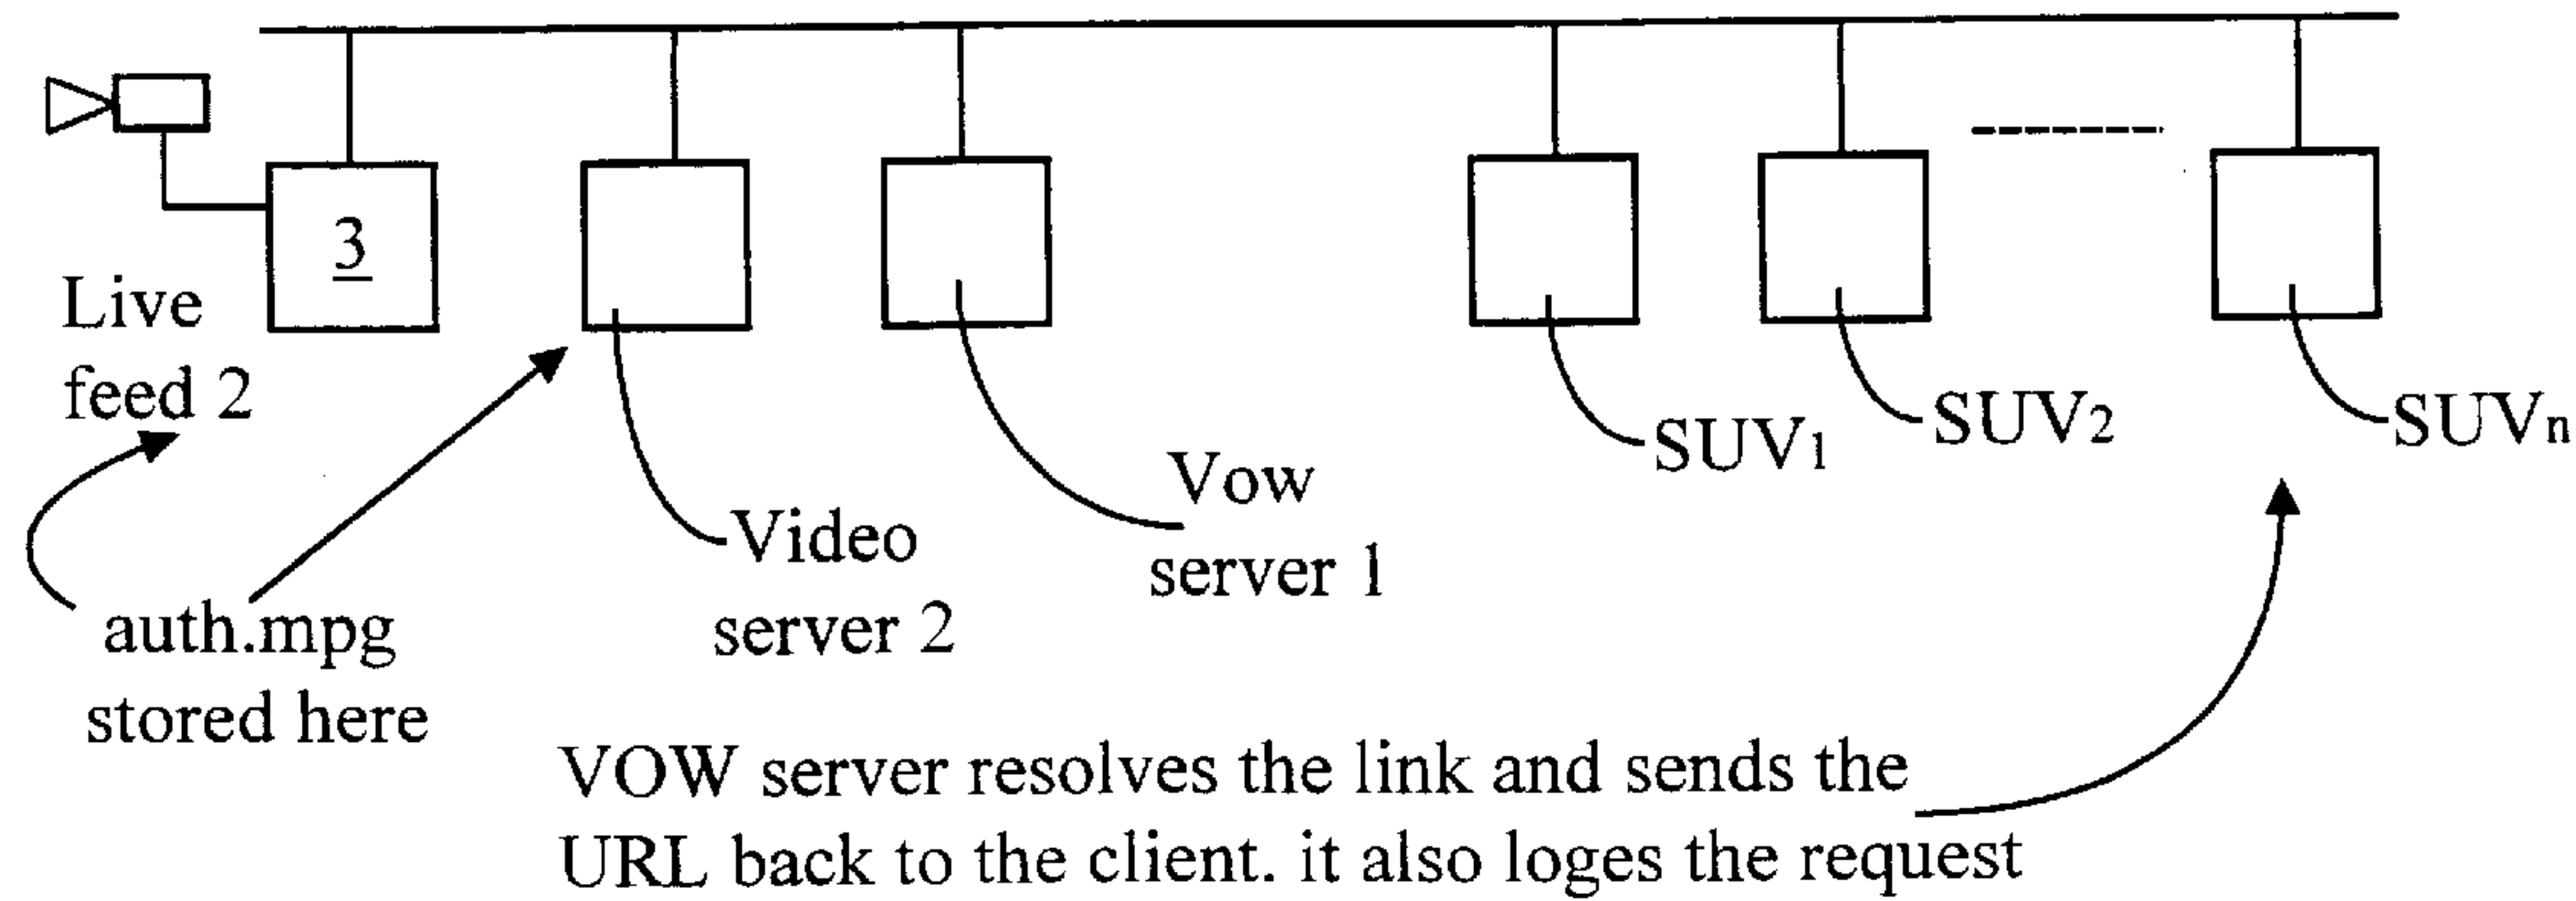 3
Live
feed 2
auth.mpg
stored here
Video
server 2
Vow
server 1
SUV1
SUV2
SUVn
VOW server resolves the link and sends the
URL back to the client. it also loges the request